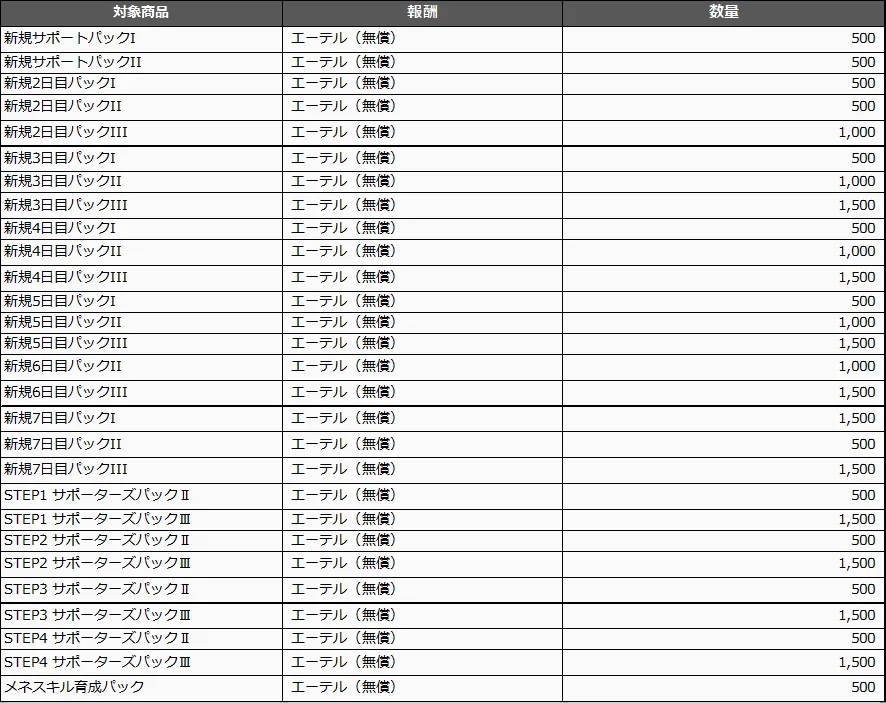 対象商品 報酬 数量
新規サポートパックI エーテル（無償） 500
新規サポートパックII エーテル（無償） 500
新規2日目パックI エーテル（無償） 500
新規2日目パックII エーテル（無償） 500
新規2日目パックIII エーテル（無償） 1,000
新規3日目パックI エーテル（無償） 500
新規3日目パックII エーテル（無償） 1,000
新規3日目パックIII エーテル（無償） 1,500
新規4日目パックI エーテル（無償） 500
新規4日目パックII エーテル（無償） 1,000
新規4日目パックIII エーテル（無償） 1,500
新規5日目パックI エーテル（無償） 500
新規5日目パックII エーテル（無償） 1,000
新規5日目パックIII エーテル（無償） 1,500
新規6日目パックII エーテル（無償） 1,000
新規6日目パックIII エーテル（無償） 1,500
新規7日目パックI エーテル（無償） 1,500
新規7日目パックII エーテル（無償） 500
新規7日目パックIII エーテル（無償） 1,500
STEP1 サポーターズパックⅡ エーテル（無償） 500
STEP1 サポーターズパックⅢ エーテル（無償） 1,500
STEP2 サポーターズパックⅡ エーテル（無償） 500
STEP2 サポーターズパックⅢ エーテル（無償） 1,500
STEP3 サポーターズパックⅡ エーテル（無償） 500
STEP3 サポーターズパックⅢ エーテル（無償） 1,500
STEP4 サポーターズパックⅡ エーテル（無償） 500
STEP4 サポーターズパックⅢ エーテル（無償） 1,500
メネスキル育成パック エーテル（無償） 500